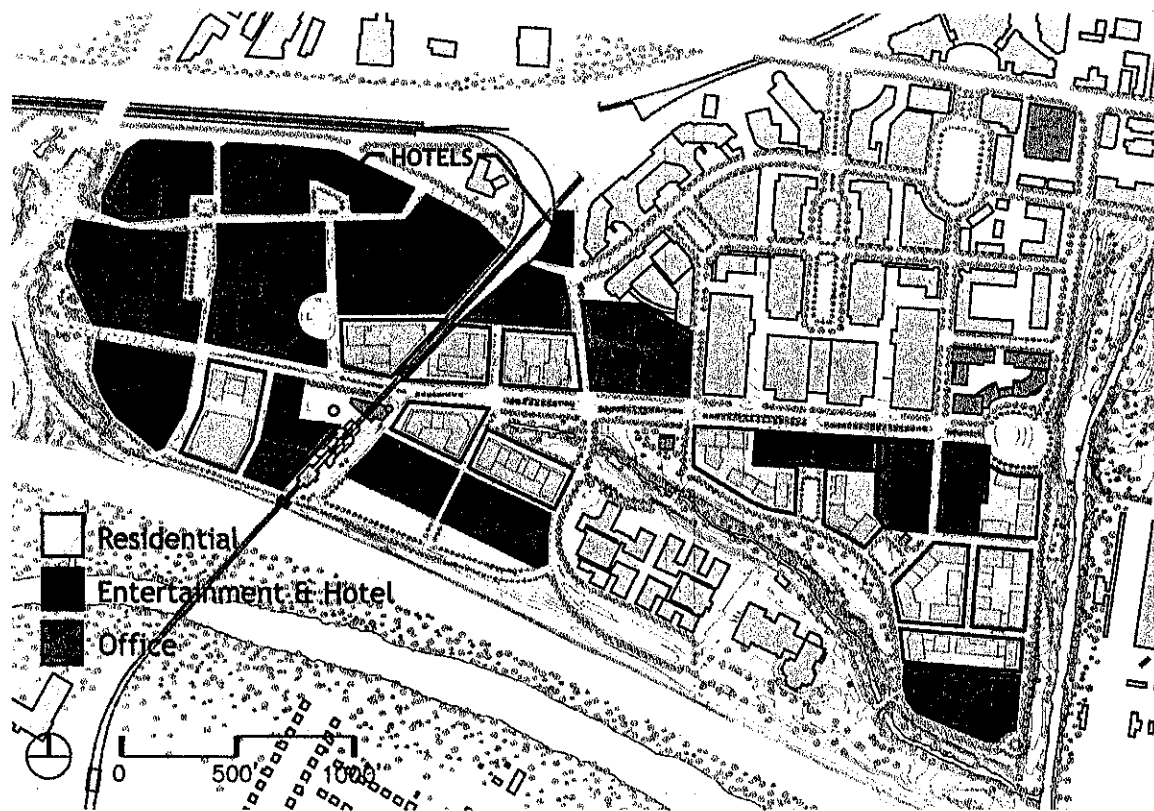 HOTELS
Residential
Entertainment & Hotel
Office
0 500' 1000'